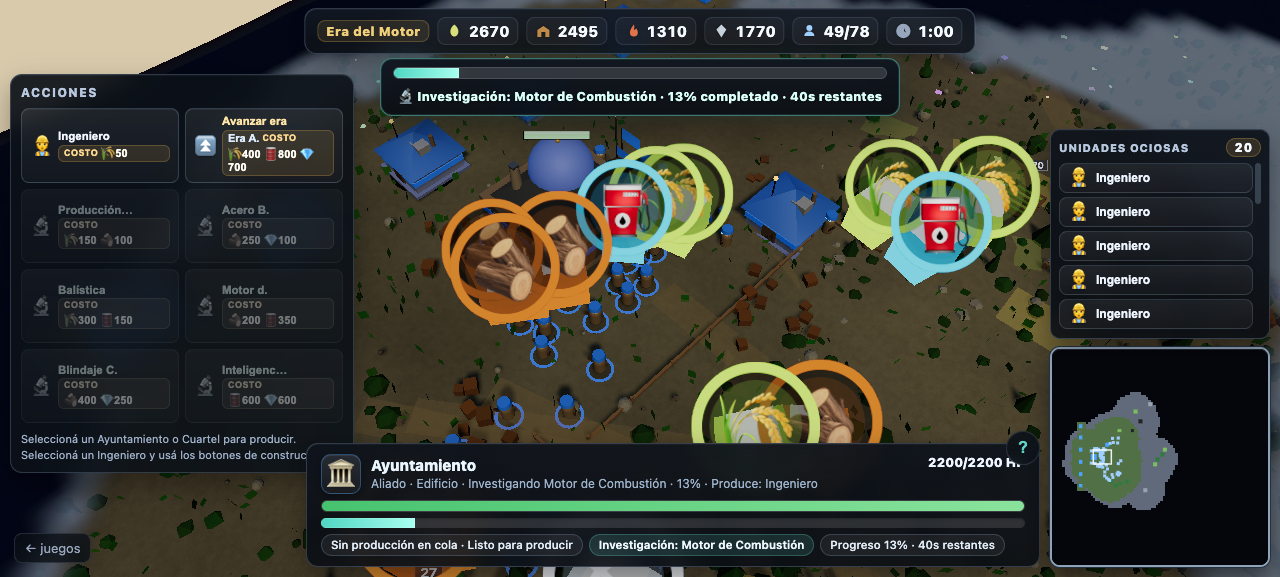 Era del Motor 2670 2495 1310 1770 49/78 1:00
Investigación: Motor de Combustión · 13% completado · 40s restantes
ACCIONES
Ingeniero
COSTO 50
Avanzar era
Era A. COSTO
400 800
700
Producción...
COSTO
150 100
Acero B.
COSTO
250 100
Balística
COSTO
300 150
Motor d.
COSTO
200 350
Blindaje C.
COSTO
400 250
Inteligenc...
COSTO
600 600
Seleccioná un Ayuntamiento o Cuartel para producir.
Seleccioná un Ingeniero y usá los botones de construc
UNIDADES OCIOSAS 20
Ingeniero
Ingeniero
Ingeniero
Ingeniero
Ingeniero
70
?
Ayuntamiento
2200/2200
Aliado · Edificio · Investigando Motor de Combustión · 13% · Produce: Ingeniero
Sin producción en cola · Listo para producir
Investigación: Motor de Combustión
Progreso 13% · 40s restantes
← juegos
27